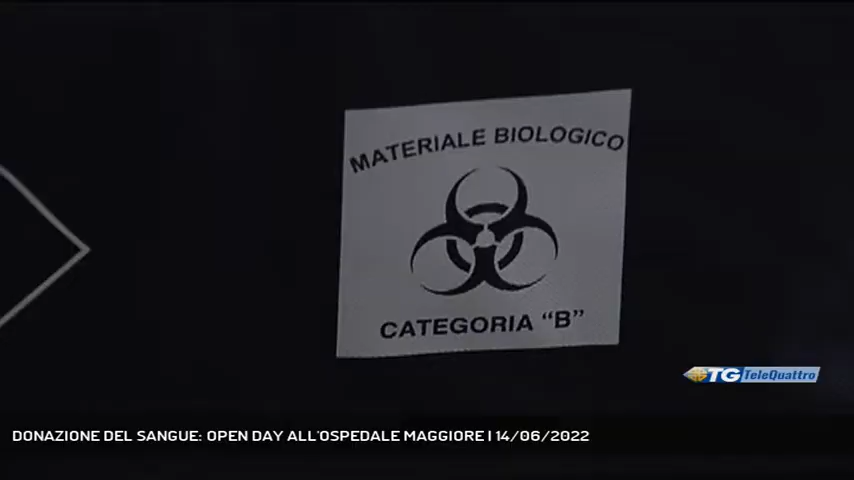 MATERIALE BIOLOGICO
CATEGORIA “B”
TG TeleQuattro
DONAZIONE DEL SANGUE: OPEN DAY ALL'OSPEDALE MAGGIORE | 14/06/2022